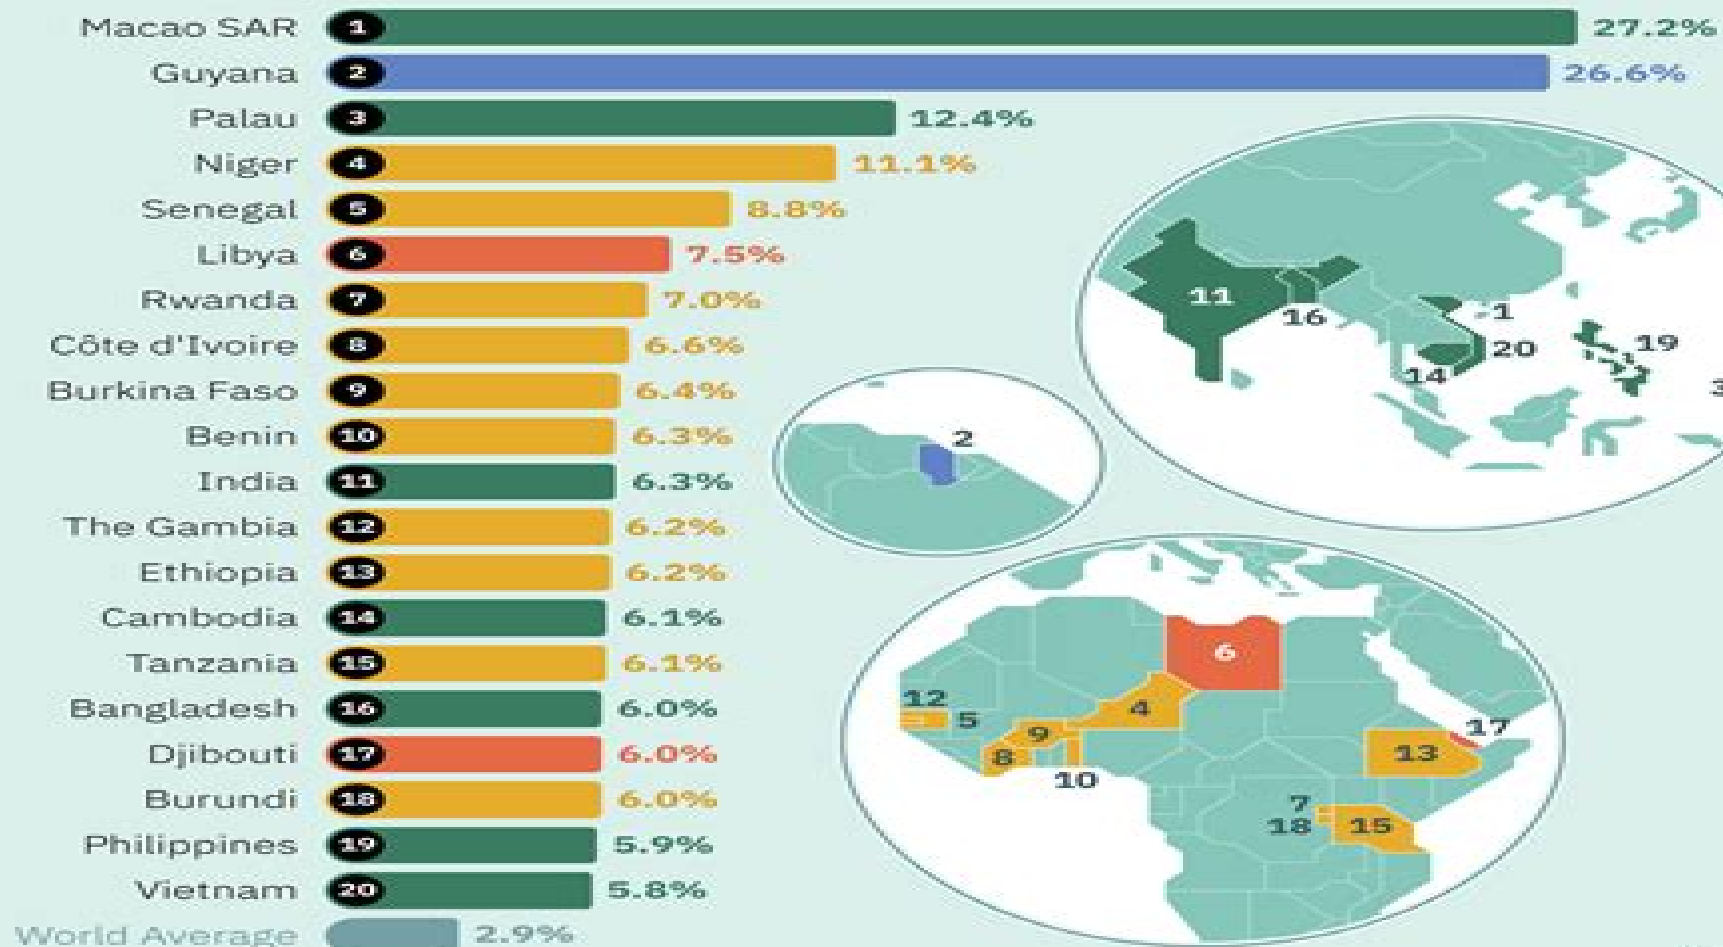 Macao SAR 1 27.2%
Guyana 2 26.6%
Palau 3 12.4%
Niger 4 11.1%
Senegal 5 8.8%
Libya 6 7.5%
Rwanda 7 7.0%
Côte d'Ivoire 8 6.6%
Burkina Faso 9 6.4%
Benin 10 6.3%
India 11 6.3%
The Gambia 12 6.2%
Ethiopia 13 6.2%
Cambodia 14 6.1%
Tanzania 15 6.1%
Bangladesh 16 6.0%
Djibouti 17 6.0%
Burundi 18 6.0%
Philippines 19 5.9%
Vietnam 20 5.8%
World Average 2.9%
11
16
1
20
19
14
3
2
6
12
5
4
9
8
10
17
13
7
18
15